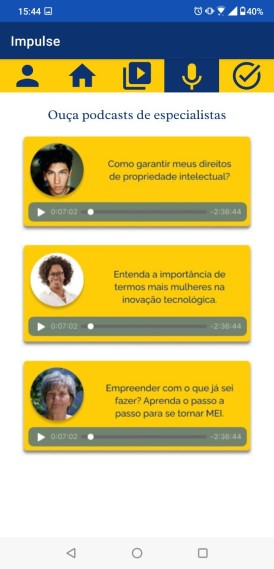 15:44
40%
Impulse
Ouça podcasts de especialistas
Como garantir meus direitos
de propriedade intelectual?
0:07:02 -2:36:44
Entenda a importância de
termos mais mulheres na
inovação tecnológica.
0:07:02 -2:36:44
Empreender com o que já sei
fazer? Aprenda o passo a
passo para se tornar MEI.
0:07:02 -2:36:44